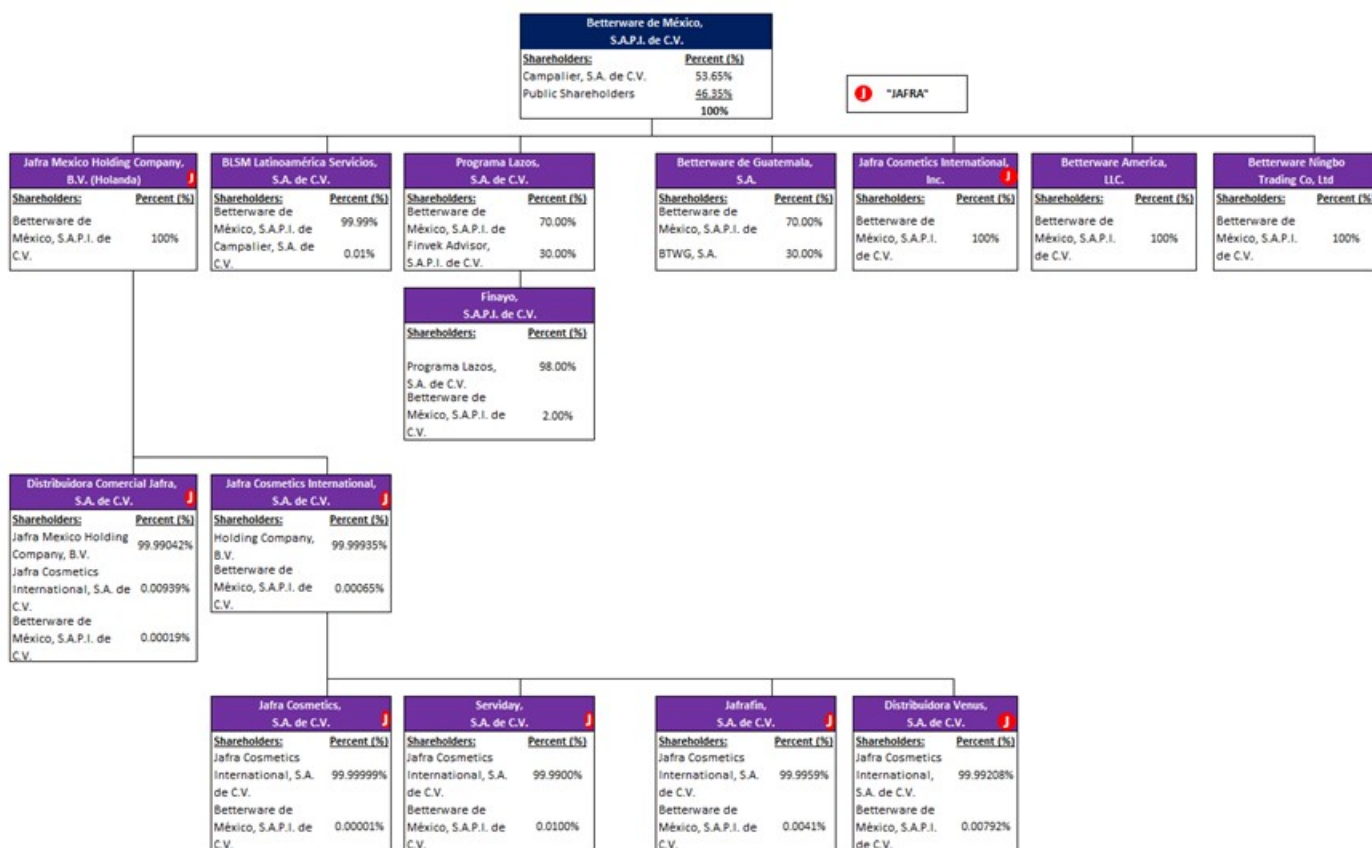 Betterware de México,
S.A.P.I. de C.V.
Shareholders: Percent (%)
Campalier, S.A. de C.V. 53.65%
Public Shareholders 46.35%
100%
J "JAFRA"
Jafra Mexico Holding Company,
B.V. (Holanda) J
Shareholders: Percent (%)
Betterware de
México, S.A.P.I. de 100%
C.V.
BLSM Latinoamérica Servicios,
S.A. de C.V.
Shareholders: Percent (%)
Betterware de
México, S.A.P.I. de 99.99%
Campalier, S.A. de
C.V. 0.01%
Programa Lazos,
S.A. de C.V.
Shareholders: Percent (%)
Betterware de
México, S.A.P.I. de 70.00%
Finvek Advisor,
S.A.P.I. de C.V. 30.00%
Betterware de Guatemala,
S.A.
Shareholders: Percent (%)
Betterware de
México, S.A.P.I. de 70.00%
BTWG, S.A. 30.00%
Jafra Cosmetics International,
Inc. J
Shareholders: Percent (%)
Betterware de
México, S.A.P.I. 100%
de C.V.
Betterware America,
LLC.
Shareholders: Percent (%)
Betterware de
México, S.A.P.I. 100%
de C.V.
Betterware Ningbo
Trading Co, Ltd
Shareholders: Percent (%)
Betterware de
México, S.A.P.I. 100%
de C.V.
Finayo,
S.A.P.I. de C.V.
Shareholders: Percent (%)
Programa Lazos, 98.00%
S.A. de C.V.
Betterware de
México, S.A.P.I. de 2.00%
C.V.
Distribuidora Comercial Jafra,
S.A. de C.V. J
Shareholders: Percent (%)
Jafra Mexico Holding
Company, B.V. 99.99042%
Jafra Cosmetics
International, S.A. de 0.00939%
C.V.
Betterware de
México, S.A.P.I. de 0.00019%
C.V.
Jafra Cosmetics International,
S.A. de C.V. J
Shareholders: Percent (%)
Holding Company, 99.99935%
B.V.
Betterware de
México, S.A.P.I. de 0.00065%
C.V.
Jafra Cosmetics,
S.A. de C.V. J
Shareholders: Percent (%)
Jafra Cosmetics
International, S.A. 99.99999%
de C.V.
Betterware de
México, S.A.P.I. de 0.00001%
C.V.
Serviday,
S.A. de C.V. J
Shareholders: Percent (%)
Jafra Cosmetics
International, S.A. 99.9900%
de C.V.
Betterware de
México, S.A.P.I. de 0.0100%
C.V.
Jafrafin,
S.A. de C.V. J
Shareholders: Percent (%)
Jafra Cosmetics
International, S.A. 99.9959%
de C.V.
Betterware de
México, S.A.P.I. de 0.0041%
C.V.
Distribuidora Venus,
S.A. de C.V. J
Shareholders: Percent (%)
Jafra Cosmetics
International, 99.99208%
S.A. de C.V.
Betterware de
México, S.A.P.I. 0.00792%
de C.V.